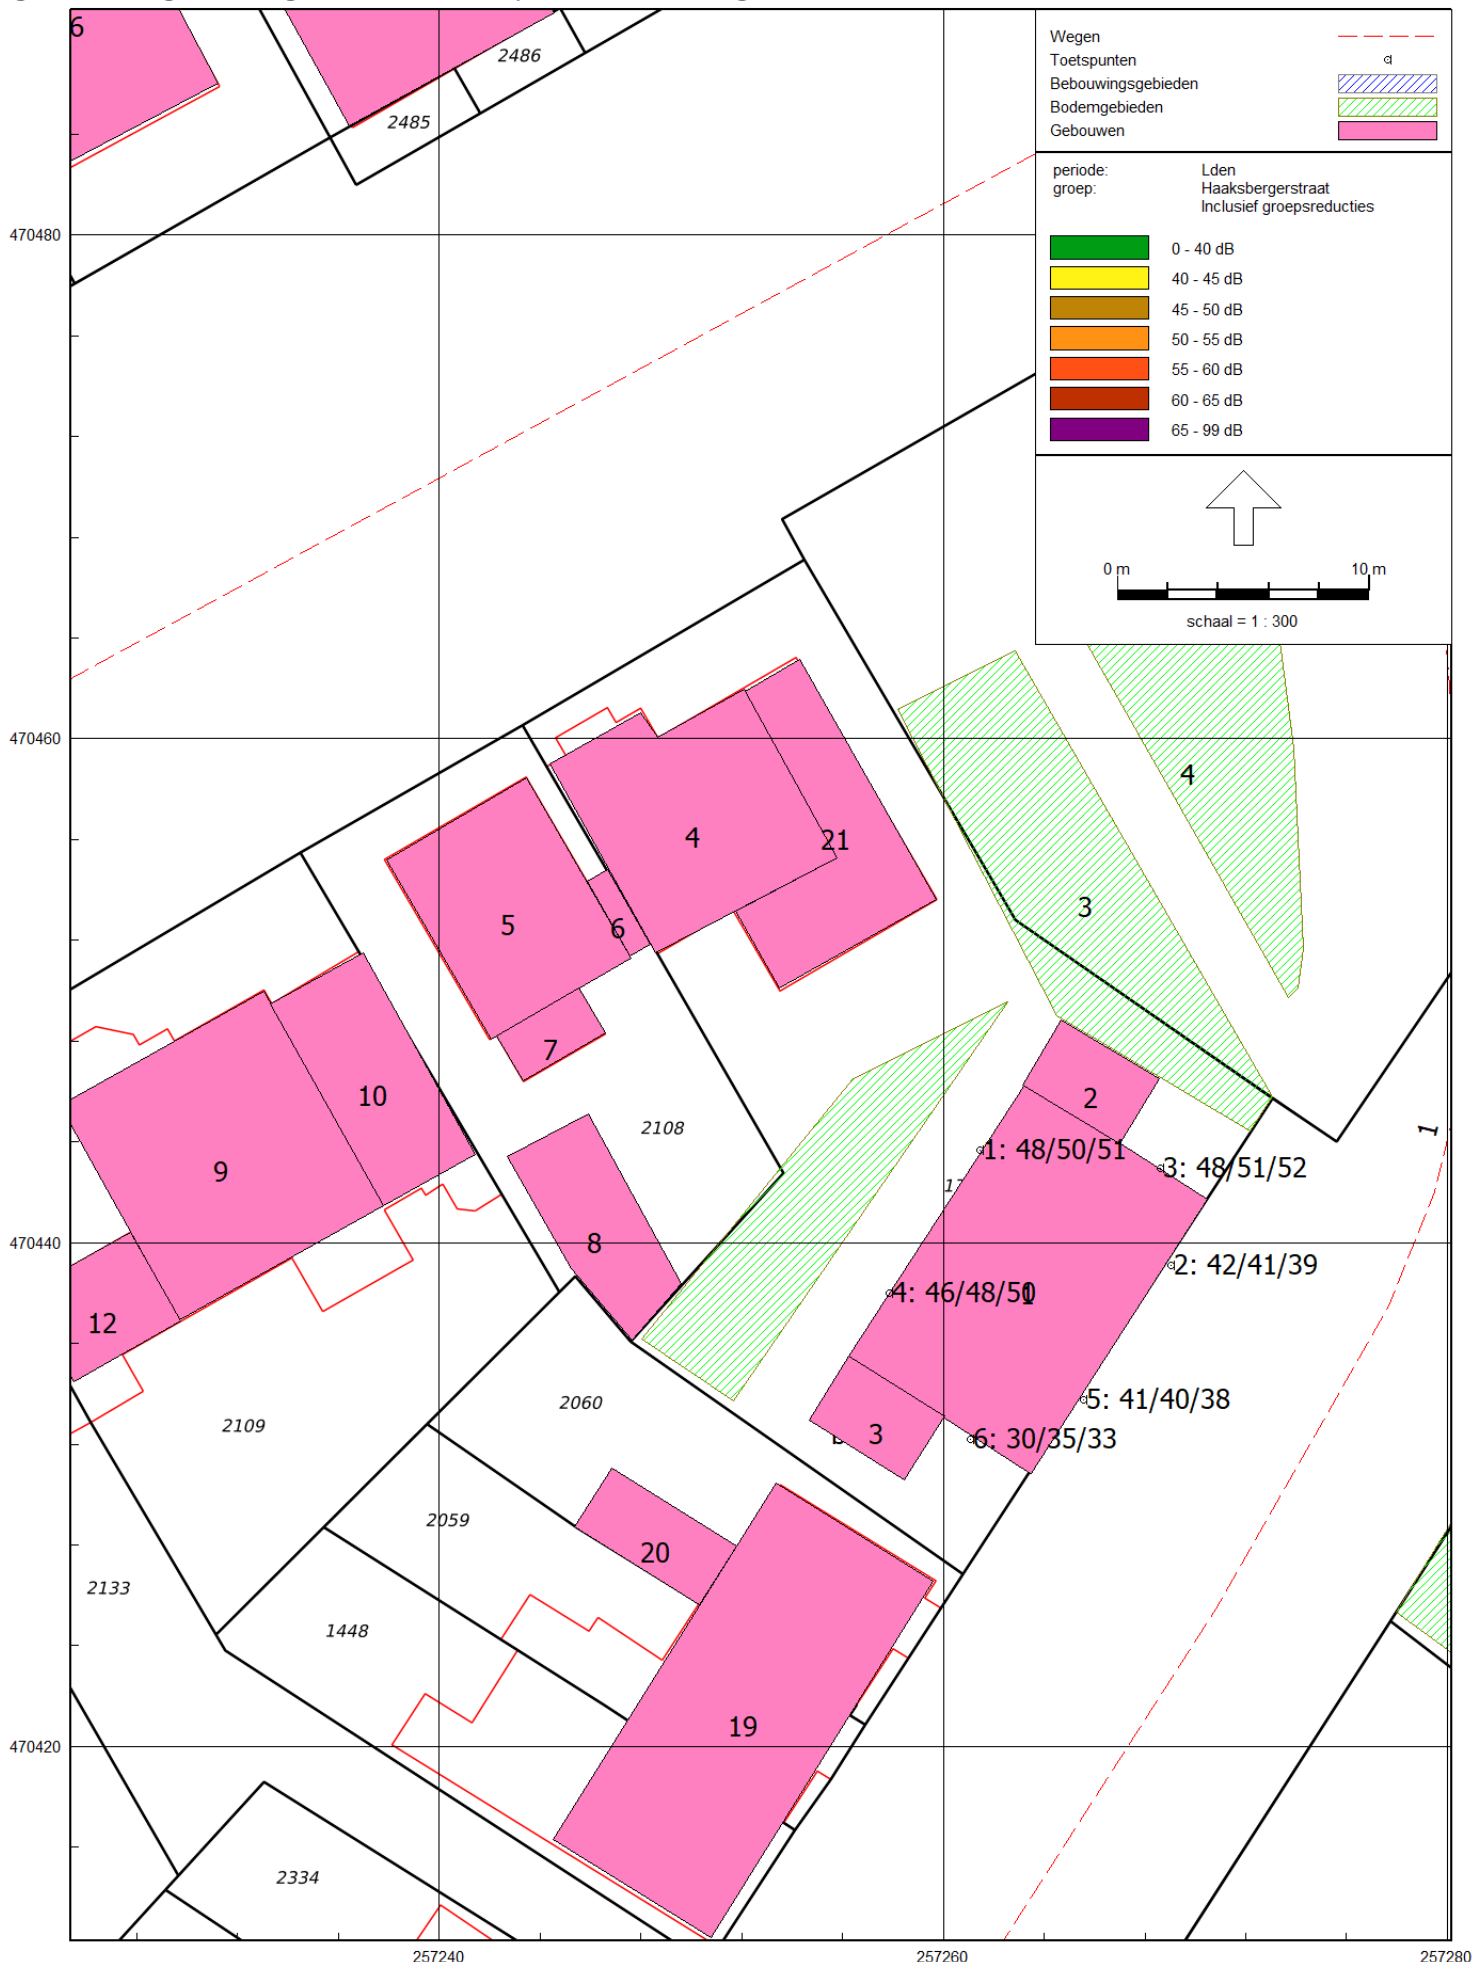 6
2486
2485
Wegen
Toetspunten
Bebouwingsgebieden
Bodemgebieden
Gebouwen
periode: Lden
groep: Haaksbergerstraat
Inclusief groepsreducties
470480
0 - 40 dB
40 - 45 dB
45 - 50 dB
50 - 55 dB
55 - 60 dB
60 - 65 dB
65 - 99 dB
0 m 10 m
schaal = 1 : 300
470460
4
4
21
3
5
6
7
10
2
2108
1
9
1: 48/50/51
3: 48/51/52
8
470440
2: 42/41/39
4: 46/48/50
1
12
2109
2060
5: 41/40/38
3
6: 30/35/33
2059
20
2133
1448
19
470420
2334
257240
257260
257280